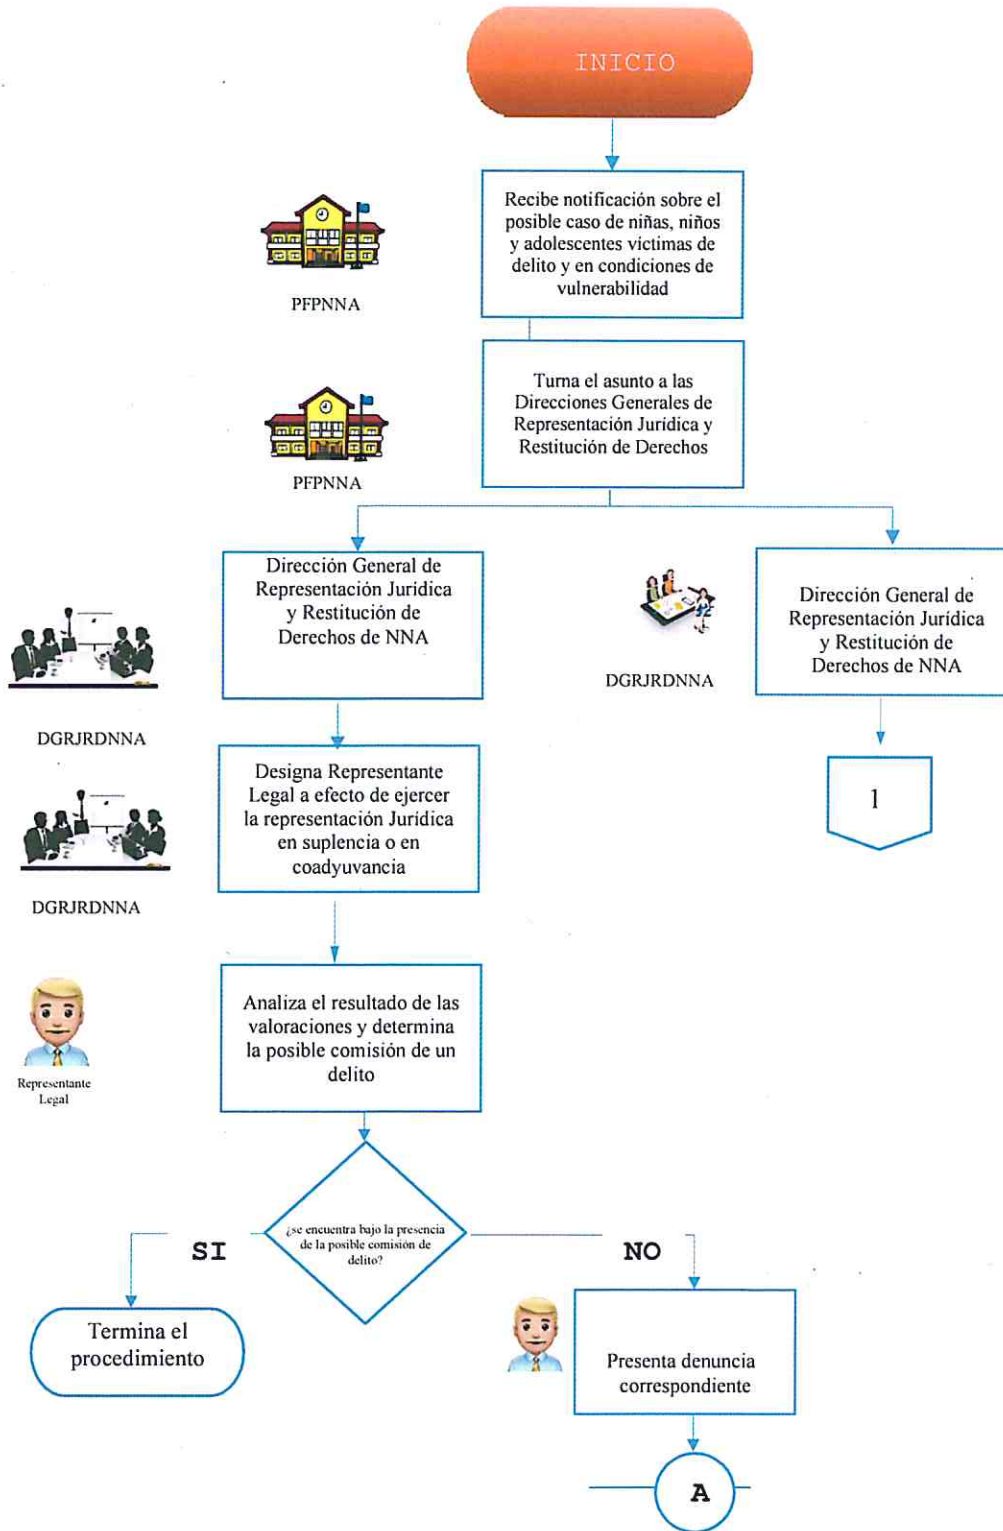 INICIO
Recibe notificación sobre el
posible caso de niñas, niños
y adolescentes víctimas de
delito y en condiciones de
vulnerabilidad
PFPNNA
Turna el asunto a las
Direcciones Generales de
Representación Jurídica y
Restitución de Derechos
PFPNNA
Dirección General de
Representación Jurídica
y Restitución de
Derechos de NNA
DGRJRDNNA
Dirección General de
Representación Jurídica
y Restitución de
Derechos de NNA
DGRJRDNNA
1
Designa Representante
Legal a efecto de ejercer
la representación Jurídica
en suplencia o en
coadyuvancia
DGRJRDNNA
Analiza el resultado de las
valoraciones y determina
la posible comisión de un
delito
Representante
Legal
¿se encuentra bajo la presencia
de la posible comisión de
delito?
SI
NO
Termina el
procedimiento
Presenta denuncia
correspondiente
A